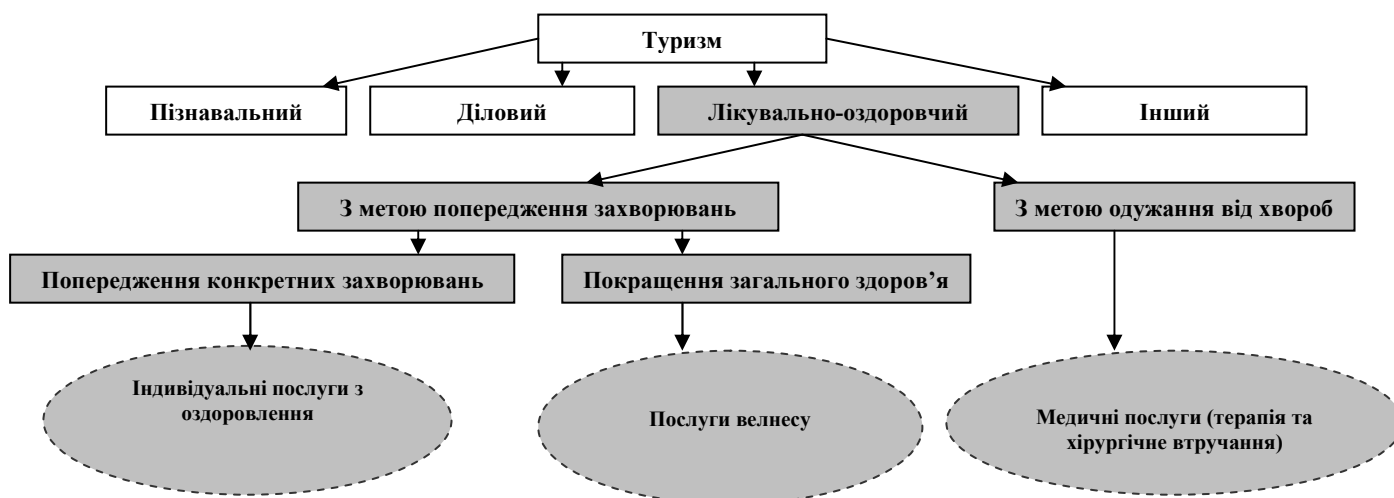 Туризм
Пізнавальний
Діловий
Лікувально-оздоровчий
Інший
З метою попередження захворювань
З метою одужання від хвороб
Попередження конкретних захворювань
Покращення загального здоров’я
Індивідуальні послуги з
оздоровлення
Послуги велнесу
Медичні послуги (терапія та
хірургічне втручання)